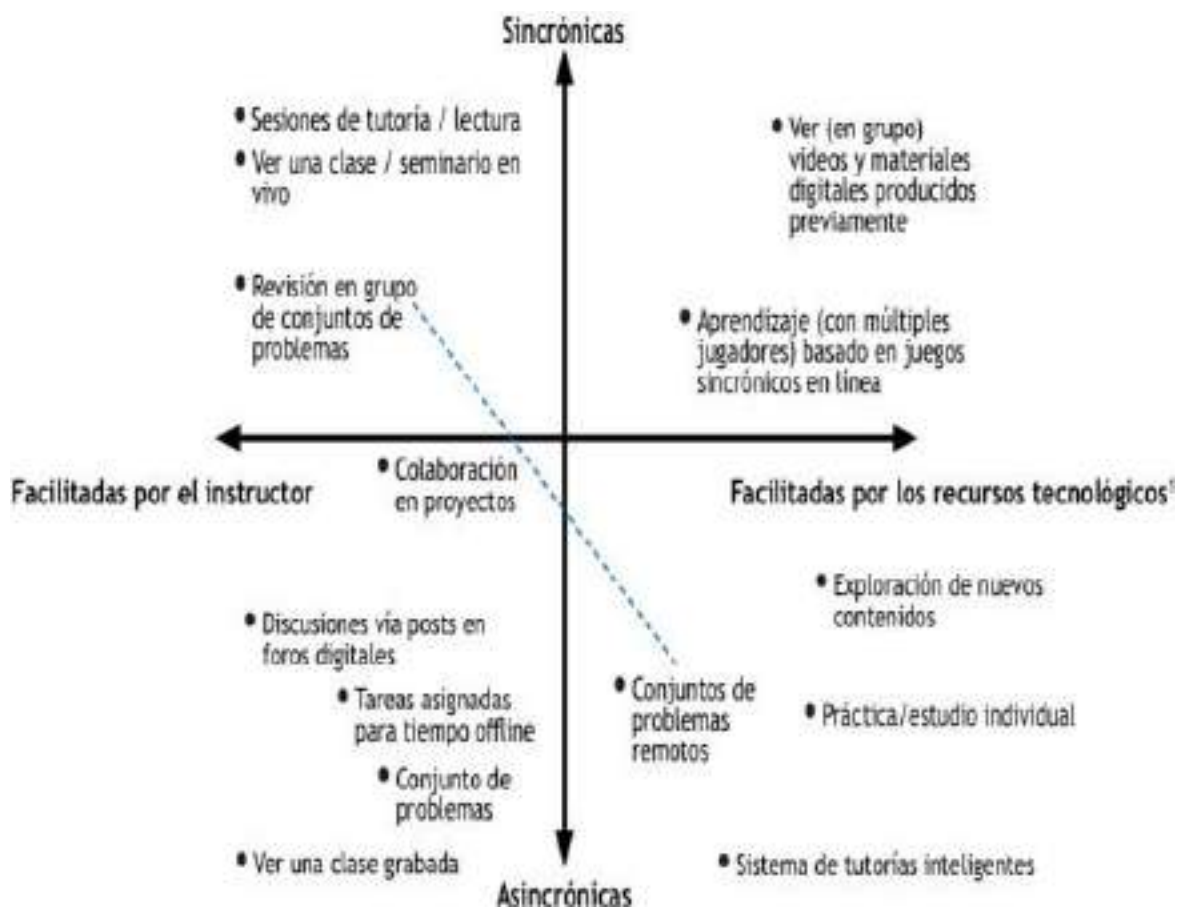 Sincrónicas
• Sesiones de tutoría / lectura
• Ver una clase / seminario en
vivo
• Revisión en grupo
de conjuntos de
problemas
• Ver (en grupo)
vídeos y materiales
digitales producidos
previamente
• Aprendizaje (con múltiples
jugadores) basado en juegos
sincrónicos en línea
Facilitadas por el instructor
Facilitadas por los recursos tecnológicos¹
• Colaboración
en proyectos
• Discusiones vía posts en
foros digitales
• Tareas asignadas
para tiempo offline
• Conjunto de
problemas
• Ver una clase grabada
• Exploración de nuevos
contenidos
• Conjuntos de
problemas
remotos
• Práctica/estudio individual
• Sistema de tutorías inteligentes
Asincrónicas